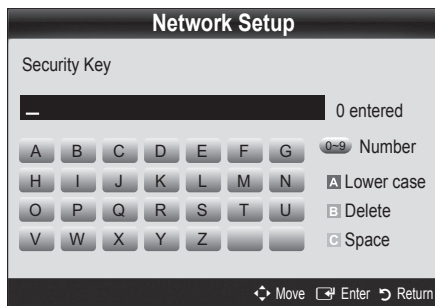 Network Setup
Security Key
_
0 entered
A B C D E F G
0~9 Number
H I J K L M N
A Lower case
O P Q R S T U
B Delete
V W X Y Z
C Space
Move Enter Return